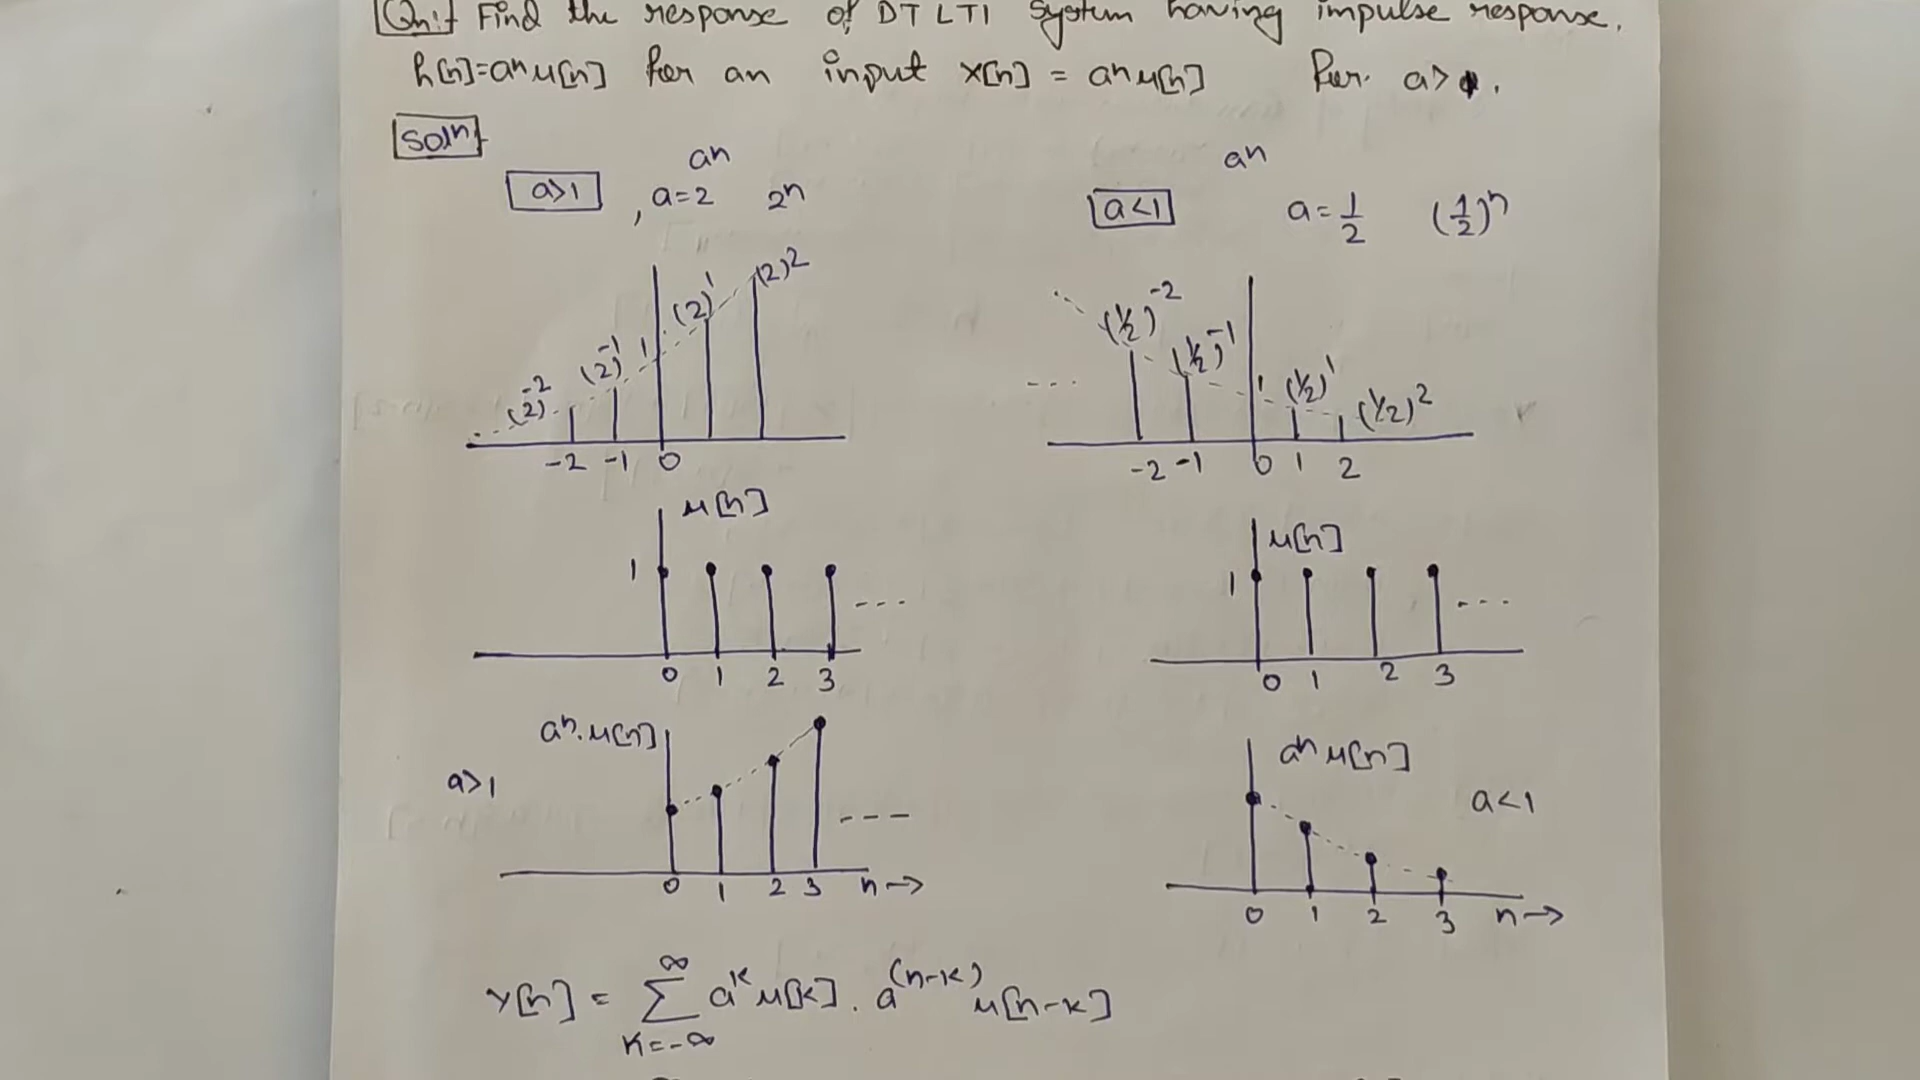 Qn: Find the response of DT LTI System having impulse response.
h[n]=aⁿu[n] for an input x[n] = aⁿu[n] for a>
Solⁿ
aⁿ aⁿ
a>1 , a=2 2ⁿ a<1 a=1/2 (1/2)ⁿ
(2)⁻² (2)⁻¹ 1 (2)¹ (2)² (1/2)⁻² (1/2)⁻¹ 1 (1/2)¹ (1/2)²
-2 -1 0 -2 -1 0 1 2
u[n] u[n]
1 --- 1 ---
0 1 2 3 0 1 2 3
aⁿ.u[n] aⁿu[n]
a>1 --- a<1
0 1 2 3 n→ 0 1 2 3 n→
y[n] = ∞ Σ k=-∞ aᵏu[k] . a⁽ⁿ⁻ᵏ⁾u[n-k]